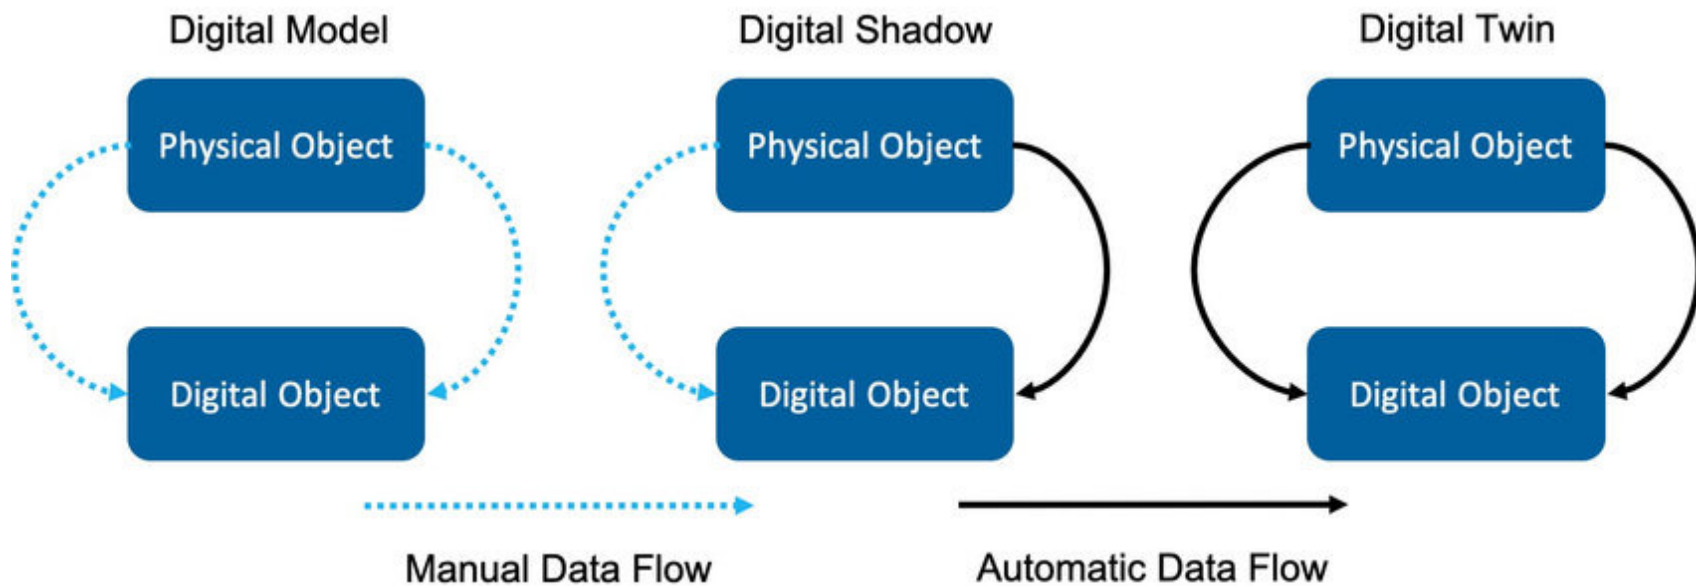 Digital Model
Digital Shadow
Digital Twin
Physical Object
Physical Object
Physical Object
Digital Object
Digital Object
Digital Object
Manual Data Flow
Automatic Data Flow